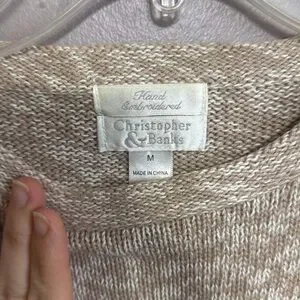 Hand
Embroidered
Christopher
& Banks
M
MADE IN CHINA